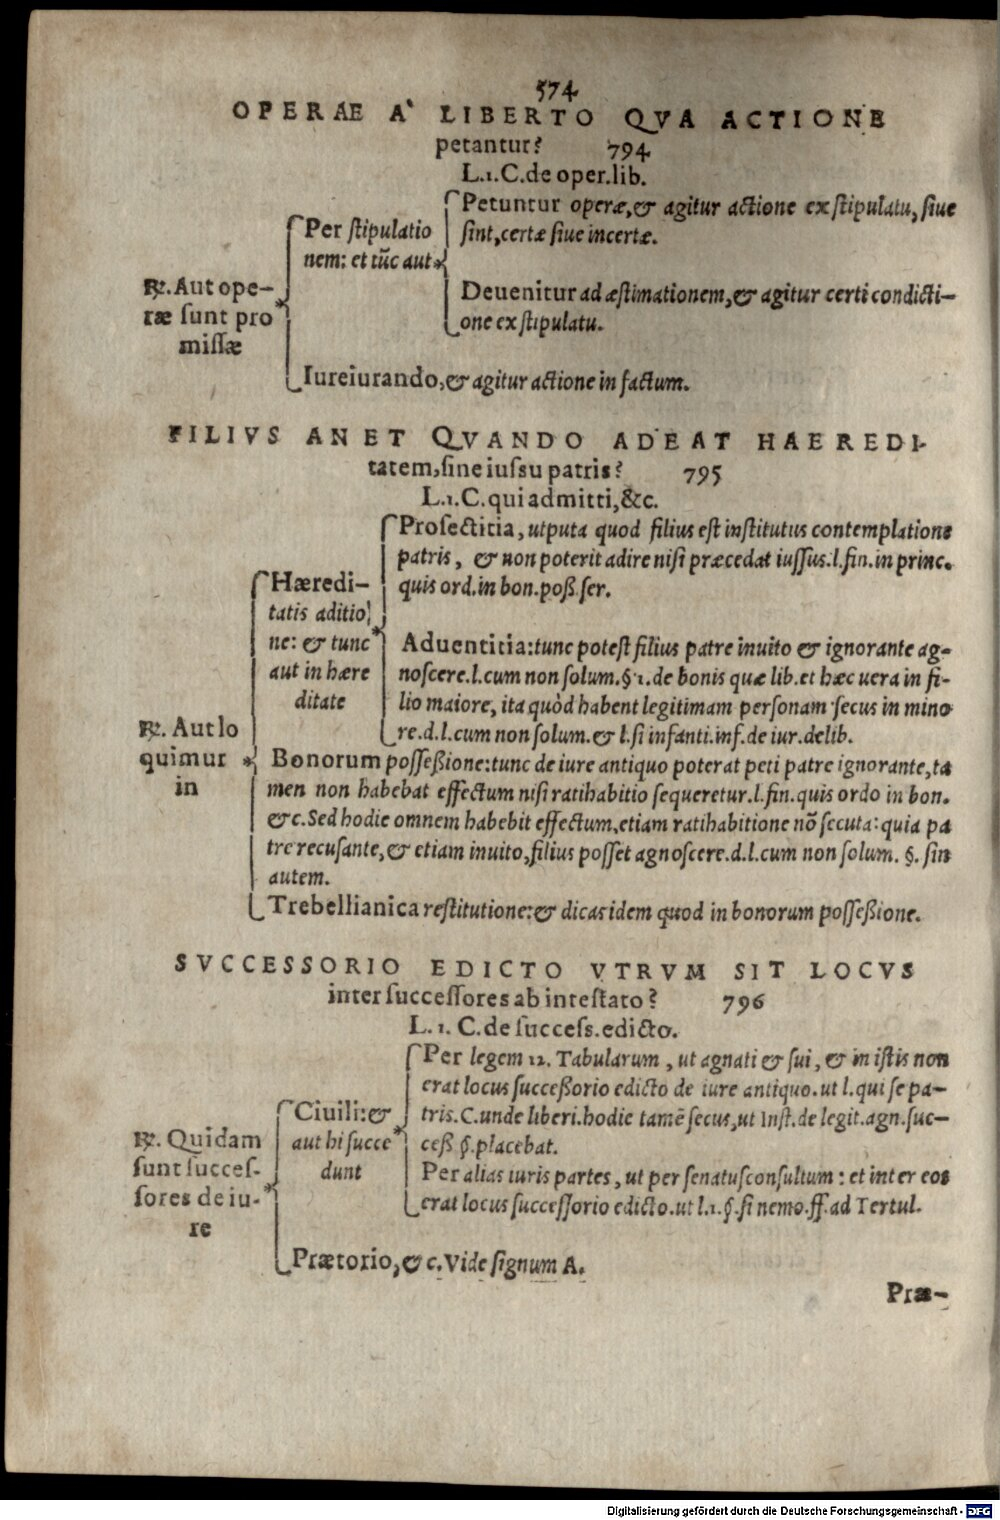 574
OPERAE A' LIBERTO QVA ACTIONE
petantur? 794
L.1.C.de oper.lib.
℞. Aut ope-
ræ sunt pro
missæ
Per stipulatio
nem: et tūc aut
Petuntur operæ,& agitur actione ex stipulatu, siue
sint,certæ siue incertæ.
Deuenitur ad æstimationem,& agitur certi condicti-
one ex stipulatu.
Iureiurando,& agitur actione in factum.
FILIVS AN ET QVANDO ADEAT HAEREDI-
tatem,sine iussu patris? 795
L.1.C.qui admitti,&c.
℞. Aut lo
quimur
in
Hæredi-
tatis aditio
ne: & tunc
aut in hære
ditate
Profectitia, utputa quod filius est institutus contemplatione
patris, & non poterit adire nisi præcedat iussus.l.fin.in princ.
quis ord.in bon.poß.ser.
Aduentitia:tunc potest filius patre inuito & ignorante ag-
noscere.l.cum non solum.§.1.de bonis quæ lib.et hæc uera in fi-
lio maiore, ita quòd habent legitimam personam secus in mino
re.d.l.cum non solum.& l.si infanti.inf.de iur.delib.
Bonorum posseßione:tunc de iure antiquo poterat peti patre ignorante,ta
men non habebat effectum nisi ratihabitio sequeretur.l.fin.quis ordo in bon.
&c.Sed hodie omnem habebit effectum,etiam ratihabitione nō secuta: quia pa
tre recusante,& etiam inuito,filius posset agnoscere.d.l.cum non solum. §. sin
autem.
Trebellianica restitutione:& dicas idem quod in bonorum posseßione.
SVCCESSORIO EDICTO VTRVM SIT LOCVS
inter successores ab intestato? 796
L. 1. C.de success.edicto.
℞. Quidam
sunt succes-
sores de iu-
re
Ciuili:&
aut hi succe
dunt
Per legem 12. Tabularum, ut agnati & sui, & in istis non
erat locus succeßorio edicto de iure antiquo.ut l.qui se pa-
tris.C.unde liberi.hodie tamē secus,ut Inst.de legit.agn.suc-
ceß §.placebat.
Per alias iuris partes, ut per senatusconsultum: et inter eos
erat locus successorio edicto.ut l.1.§.si nemo.ff.ad Tertul.
Prætorio,& c.Vide signum A.
Præ-
Digitalisierung gefördert durch die Deutsche Forschungsgemeinschaft - DFG